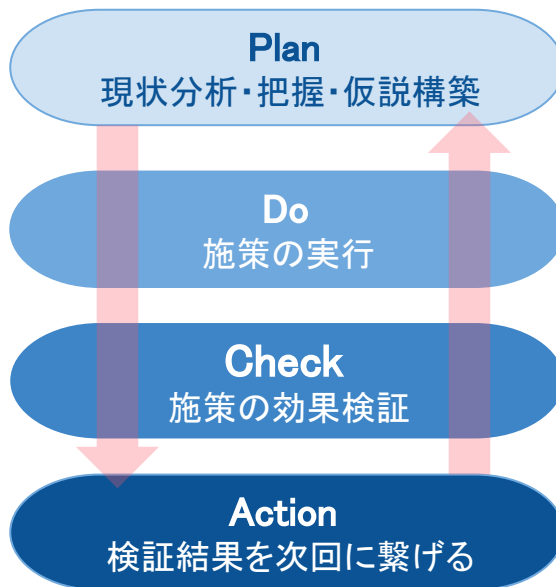 Plan
現状分析・把握・仮説構築
Do
施策の実行
Check
施策の効果検証
Action
検証結果を次回に繋げる